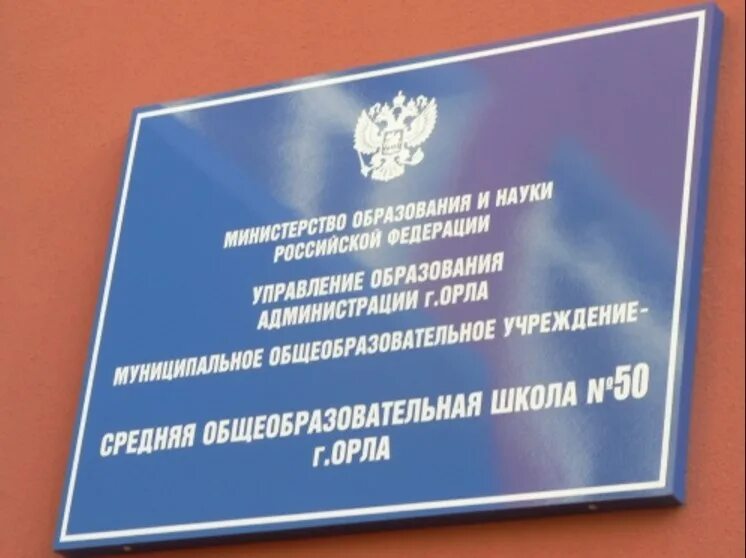 МИНИСТЕРСТВО ОБРАЗОВАНИЯ И НАУКИ
РОССИЙСКОЙ ФЕДЕРАЦИИ
УПРАВЛЕНИЕ ОБРАЗОВАНИЯ
АДМИНИСТРАЦИИ г.ОРЛА
МУНИЦИПАЛЬНОЕ ОБЩЕОБРАЗОВАТЕЛЬНОЕ УЧРЕЖДЕНИЕ-
СРЕДНЯЯ ОБЩЕОБРАЗОВАТЕЛЬНАЯ ШКОЛА №50
г.ОРЛА